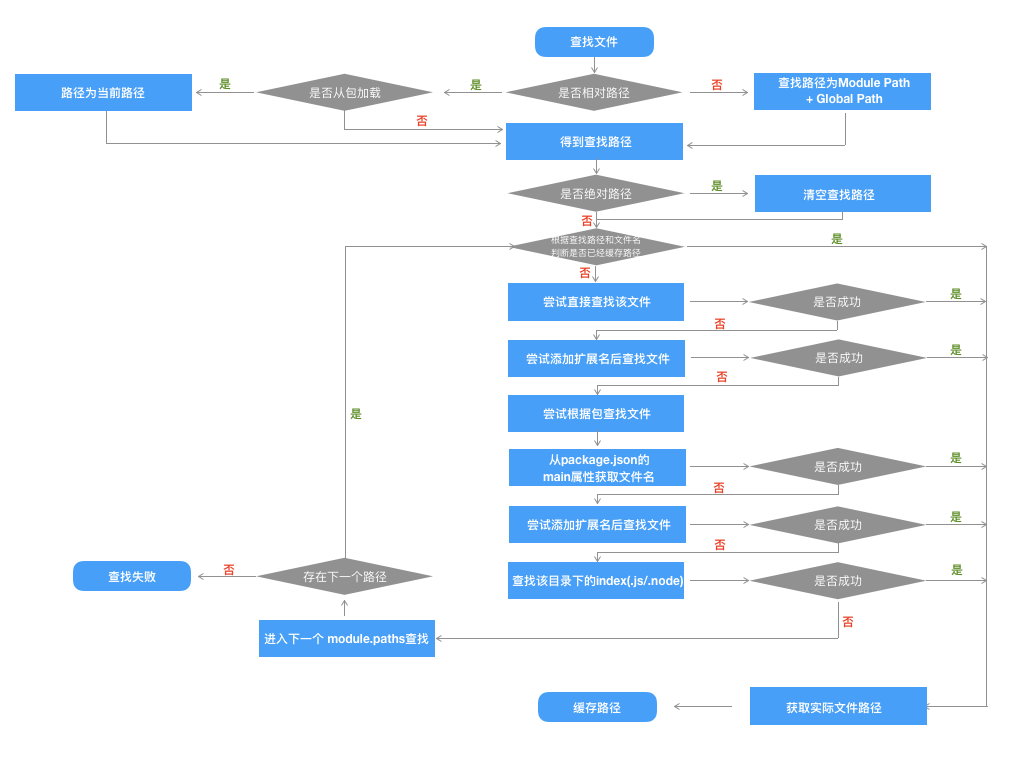 查找文件
路径为当前路径
是
是否从包加载
是
是否相对路径
否
查找路径为Module Path
+ Global Path
否
得到查找路径
是否绝对路径
是
清空查找路径
否
根据查找路径和文件名
判断是否已经缓存路径
是
否
尝试直接查找该文件
是否成功
是
否
尝试添加扩展名后查找文件
是否成功
是
否
尝试根据包查找文件
是
从package.json的
main属性获取文件名
是否成功
是
否
尝试添加扩展名后查找文件
是否成功
是
否
查找失败
否
存在下一个路径
查找该目录下的index(.js/.node)
是否成功
是
否
进入下一个 module.paths查找
缓存路径
获取实际文件路径